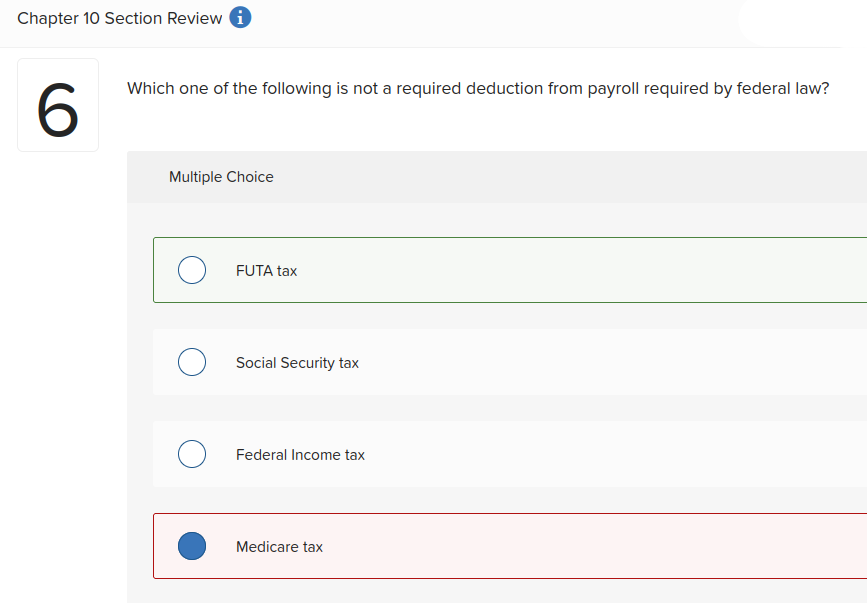 Chapter 10 Section Review i
6
Which one of the following is not a required deduction from payroll required by federal law?
Multiple Choice
FUTA tax
Social Security tax
Federal Income tax
Medicare tax